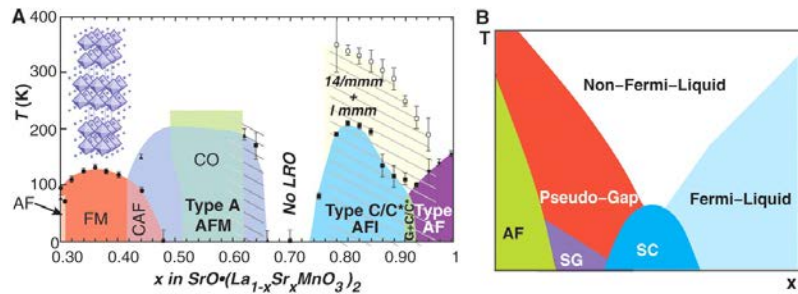 A
400
300
200
100
0
T (K)
AF
FM
CAF
CO
Type A
AFM
No LRO
14/mmm
+
I mmm
Type C/C*
AFI
G+C/C*
Type
AF
0.30 0.40 0.50 0.60 0.70 0.80 0.90 1
x in SrO•(La1-xSrxMnO3)2
B
T
Non-Fermi-Liquid
Pseudo-Gap
Fermi-Liquid
AF
SG
SC
x